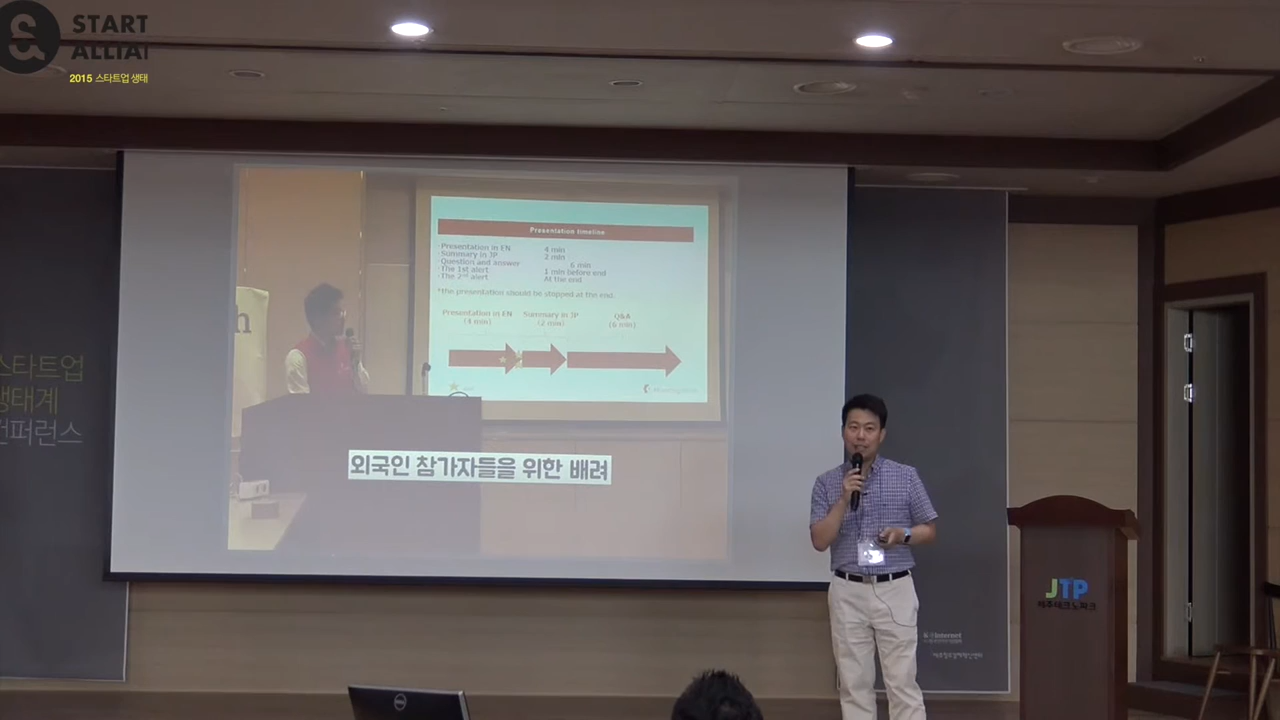 START
ALLIAI
2015 스타트업 생태
Presentation timeline
-Presentation in EN 4 min
-Summary in JP 2 min
-Question and answer 6 min
-The 1st alert 1 min before end
-The 2nd alert At the end
*the presentation should be stopped at the end.
Presentation in EN Summary in JP Q&A
(4 min) (2 min) (6 min)
외국인 참가자들을 위한 배려
스타트업
생태계
컨퍼런스
JTP
제주테크노파크